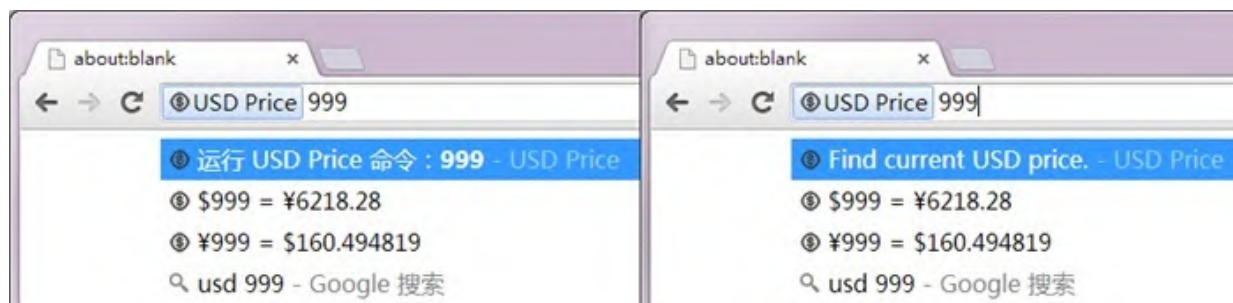 about:blank
USD Price 999
运行 USD Price 命令：999 - USD Price
$999 = ¥6218.28
¥999 = $160.494819
usd 999 - Google 搜索
about:blank
USD Price 999
Find current USD price. - USD Price
$999 = ¥6218.28
¥999 = $160.494819
usd 999 - Google 搜索